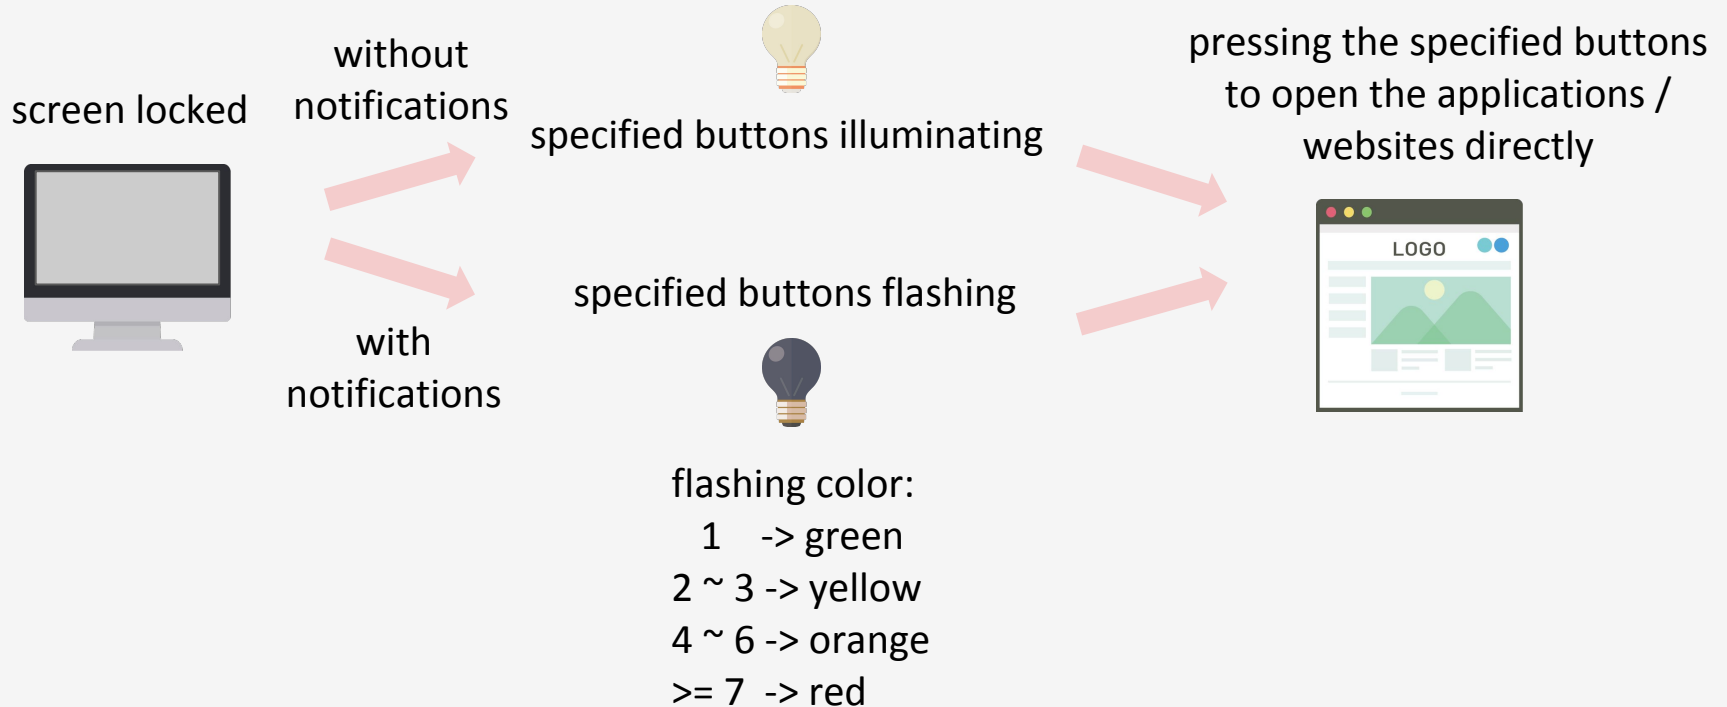 screen locked
without
notifications
specified buttons illuminating
with
notifications
specified buttons flashing
flashing color:
1 -> green
2 ~ 3 -> yellow
4 ~ 6 -> orange
>= 7 -> red
pressing the specified buttons
to open the applications /
websites directly
LOGO